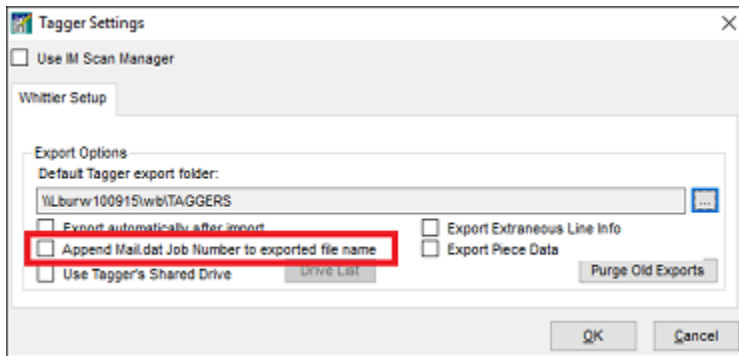 Tagger Settings
Use IM Scan Manager
Whittier Setup
Export Options
Default Tagger export folder:
\\Lburw100915\wb\TAGGERS
...
Export automatically after import
Export Extraneous Line Info
Append Mail.dat Job Number to exported file name
Export Piece Data
Use Tagger's Shared Drive
Drive List
Purge Old Exports
OK
Cancel